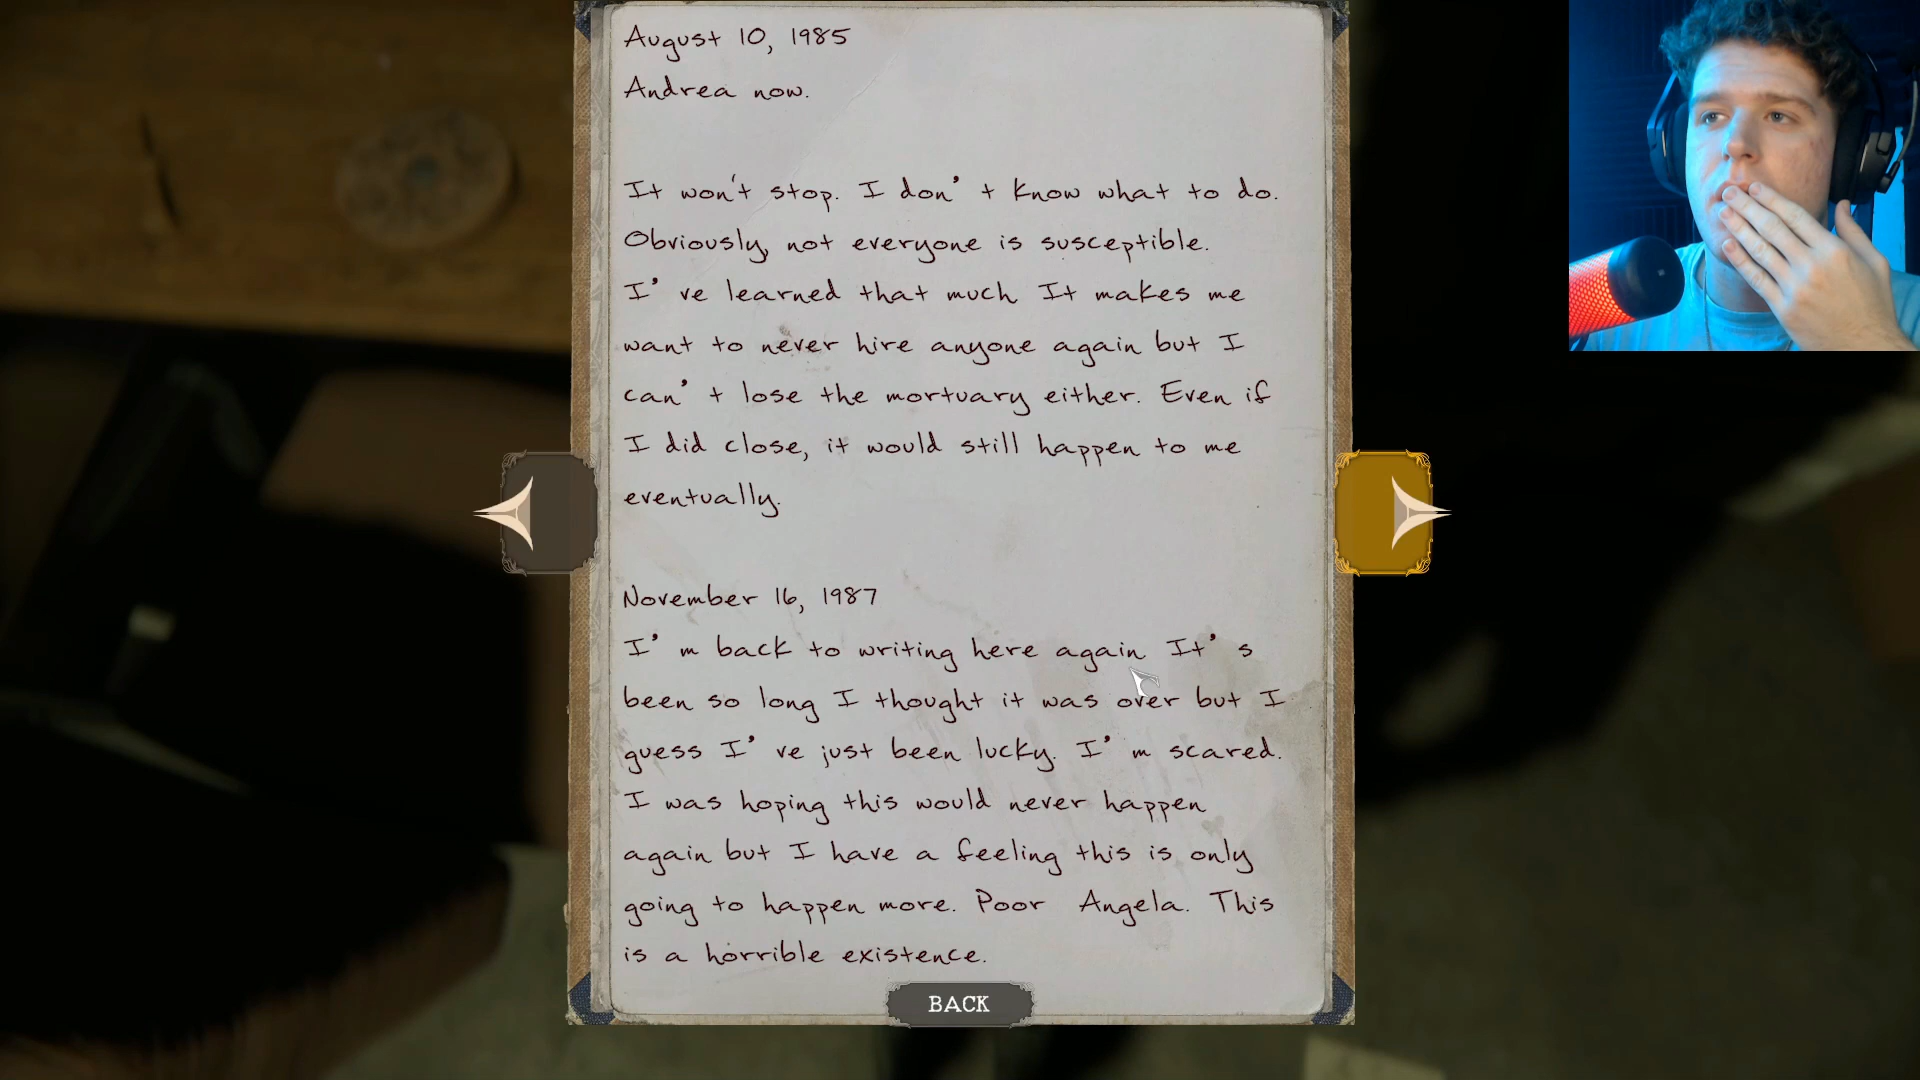 August 10, 1985
Andrea now.
It won't stop. I don' t know what to do.
Obviously, not everyone is susceptible.
I' ve learned that much It makes me
want to never hire anyone again but I
can' t lose the mortuary either. Even if
I did close, it would still happen to me
eventually.
November 16, 1987
I' m back to writing here again It' s
been so long I thought it was over but I
guess I' ve just been lucky. I' m scared.
I was hoping this would never happen
again but I have a feeling this is only
going to happen more. Poor Angela. This
is a horrible existence.
BACK